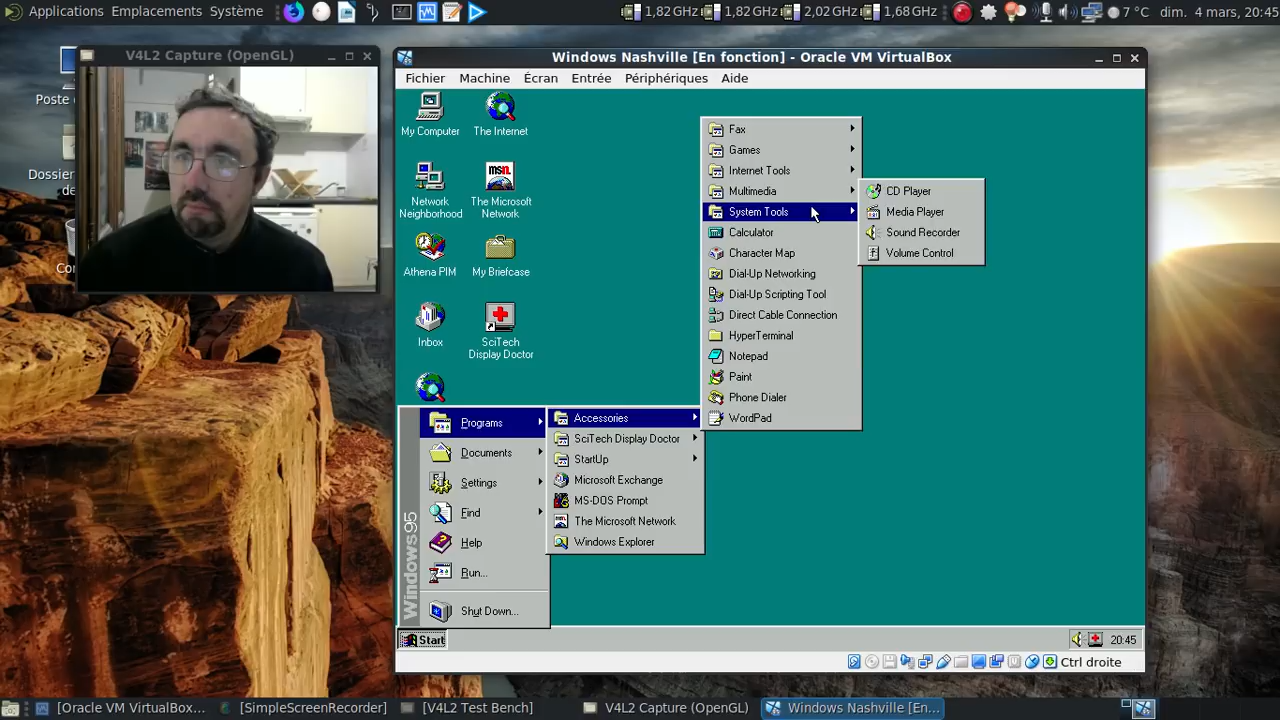 Applications Emplacements Système
1,82 GHz 1,82 GHz 2,02 GHz 1,68 GHz 7 °C dim. 4 mars, 20:45
V4L2 Capture (OpenGL)
Windows Nashville [En fonction] - Oracle VM VirtualBox
Fichier Machine Écran Entrée Périphériques Aide
Poste
de
Dossier
de
My Computer
The Internet
Network
Neighborhood
The Microsoft
Network
msn.
Athena PIM
My Briefcase
Inbox
SciTech
Display Doctor
Fax
Games
Internet Tools
Multimedia
System Tools
Calculator
Character Map
Dial-Up Networking
Dial-Up Scripting Tool
Direct Cable Connection
HyperTerminal
Notepad
Paint
Phone Dialer
WordPad
CD Player
Media Player
Sound Recorder
Volume Control
Windows95
Programs
Documents
Settings
Find
Help
Run...
Shut Down...
Accessories
SciTech Display Doctor
StartUp
Microsoft Exchange
MS-DOS Prompt
The Microsoft Network
Windows Explorer
Start
20:45
Ctrl droite
[Oracle VM VirtualBox...
[SimpleScreenRecorder]
[V4L2 Test Bench]
V4L2 Capture (OpenGL)
Windows Nashville [En...